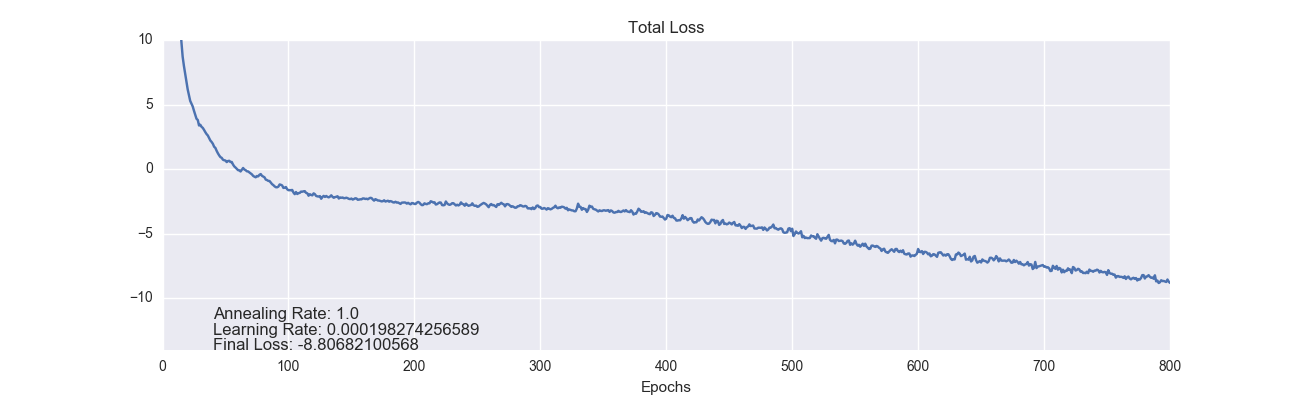 Total Loss
10
5
0
−5
−10
Annealing Rate: 1.0
Learning Rate: 0.000198274256589
Final Loss: -8.80682100568
0 100 200 300 400 500 600 700 800
Epochs